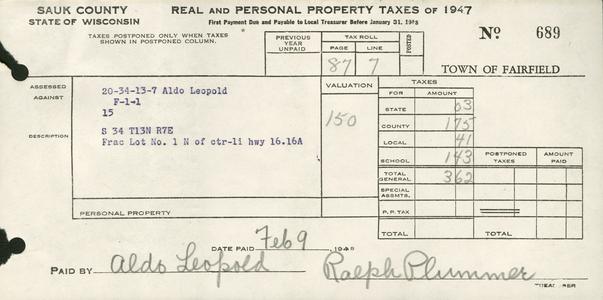 SAUK COUNTY REAL AND PERSONAL PROPERTY TAXES OF 1947
STATE OF WISCONSIN First Payment Due and Payable to Local Treasurer Before January 31, 1948
TAXES POSTPONED ONLY WHEN TAXES SHOWN IN POSTPONED COLUMN.
PREVIOUS YEAR UNPAID
TAX ROLL
PAGE LINE
POSTED
87 7
No 689
TOWN OF FAIRFIELD
ASSESSED AGAINST
20-34-13-7 Aldo Leopold
F-1-1
15
DESCRIPTION
S 34 T13N R7E
Frac Lot No. 1 N of ctr-li hwy 16.16A
PERSONAL PROPERTY
VALUATION
150
TAXES
FOR AMOUNT
STATE 03
COUNTY 175
LOCAL 41
SCHOOL 143
POSTPONED TAXES AMOUNT PAID
TOTAL GENERAL 362
SPECIAL ASSMTS.
P.P. TAX
TOTAL TOTAL
DATE PAID Feb 9, 1948
PAID BY Aldo Leopold Ralph Plummer